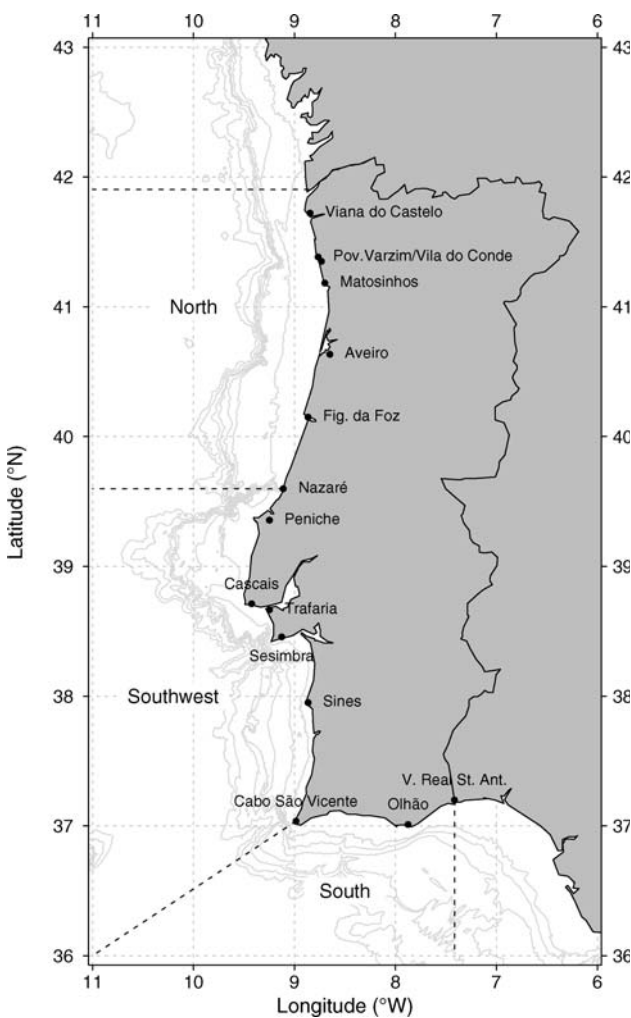 11 10 9 8 7 6
43 43
42 42
Viana do Castelo
Pov.Varzim/Vila do Conde
Matosinhos
41 41
North
Aveiro
Fig. da Foz
40 40
Nazaré
Peniche
Latitude (°N)
39 39
Cascais
Trafaria
Sesimbra
38 38
Southwest
Sines
V. Real St. Ant.
Cabo São Vicente
Olhão
37 37
South
36 36
11 10 9 8 7 6
Longitude (°W)